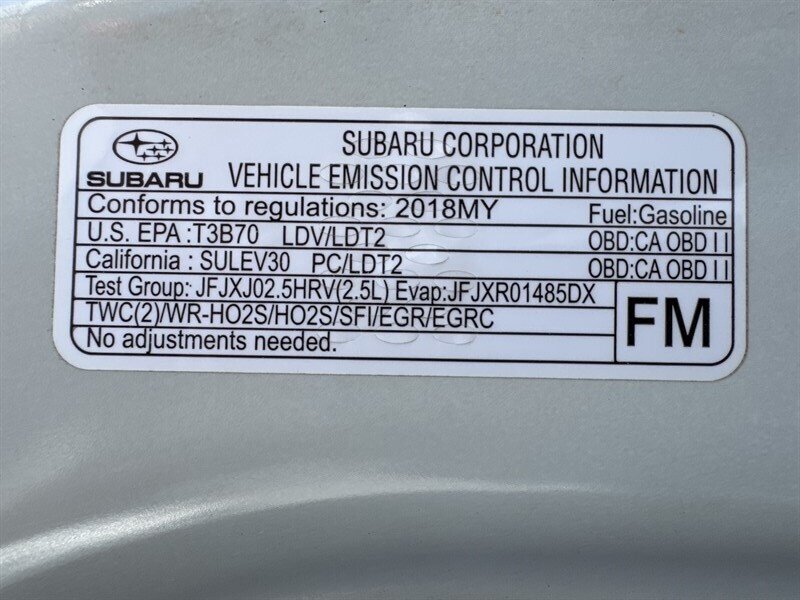 SUBARU CORPORATION
SUBARU VEHICLE EMISSION CONTROL INFORMATION
Conforms to regulations: 2018MY Fuel:Gasoline
U.S. EPA :T3B70 LDV/LDT2 OBD:CA OBD II
California : SULEV30 PC/LDT2 OBD:CA OBD II
Test Group: JFJXJ02.5HRV(2.5L) Evap:JFJXR01485DX
TWC(2)/WR-HO2S/HO2S/SFI/EGR/EGRC
No adjustments needed.
FM